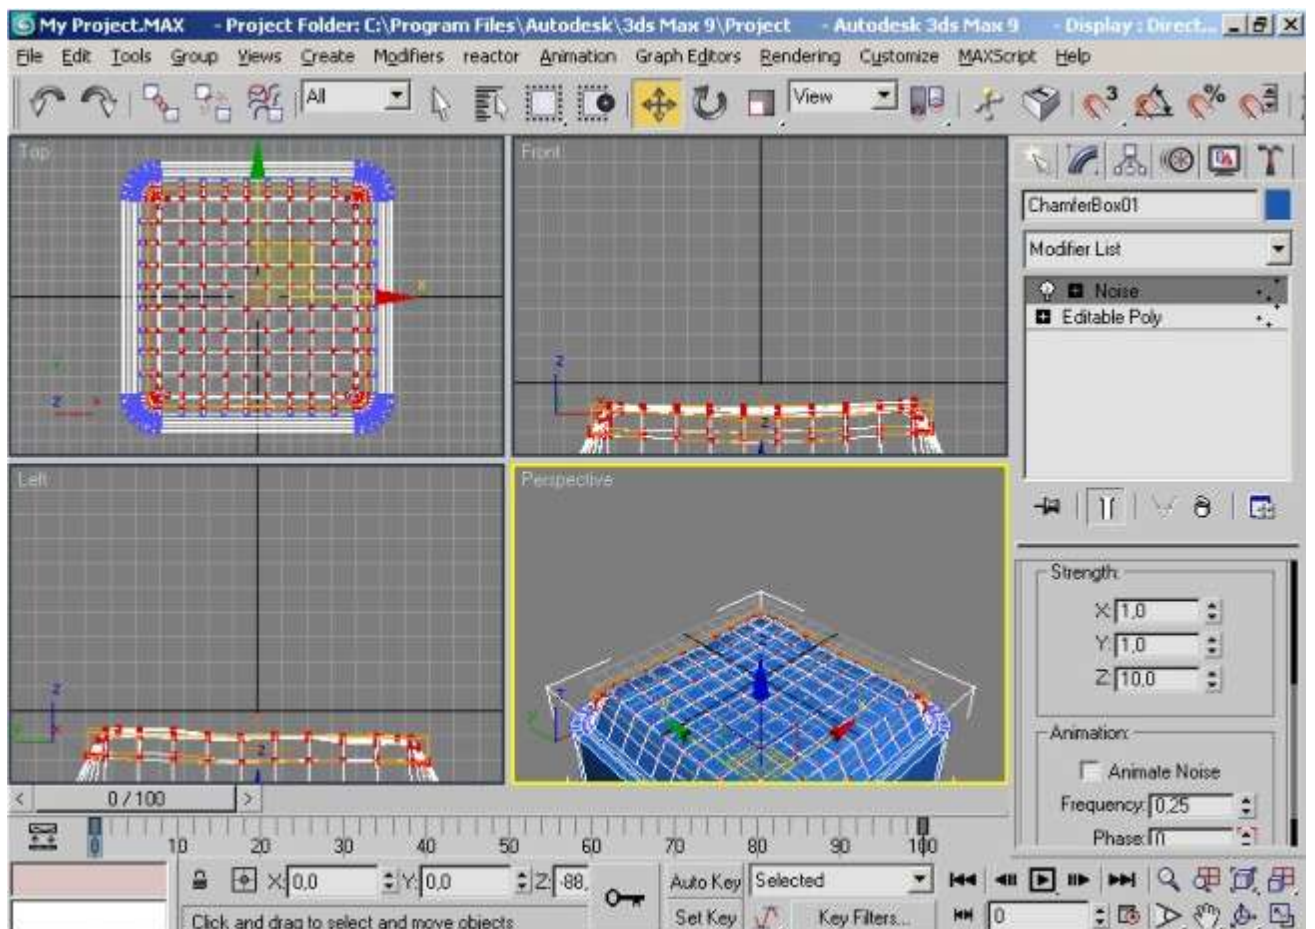 My Project.MAX - Project Folder: C:\Program Files\Autodesk\3ds Max 9\Project - Autodesk 3ds Max 9 - Display : Direct...
File Edit Tools Group Views Create Modifiers reactor Animation Graph Editors Rendering Customize MAXScript Help
All View 3 %
Top Front
ChamferBox01
Modifier List
Noise
Editable Poly
Left Perspective
Strength:
X: 1,0
Y: 1,0
Z: 10,0
Animation:
Animate Noise
Frequency: 0,25
Phase: 0
< 0 / 100 >
0 10 20 30 40 50 60 70 80 90 100
X: 0,0 Y: 0,0 Z: -88, Auto Key Selected
Click and drag to select and move objects Set Key Key Filters... 0